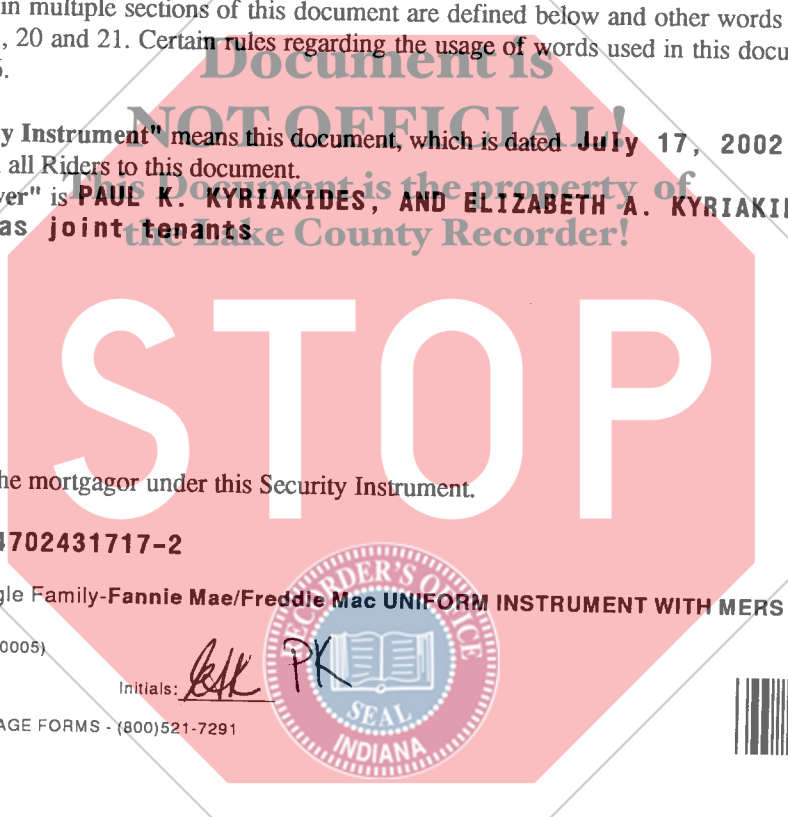 in multiple sections of this document are defined below and other words
, 20 and 21. Certain rules regarding the usage of words used in this docu
Document is
NOT OFFICIAL!
y Instrument" means this document, which is dated July 17, 2002
all Riders to this document.
This Document is the property of
ver" is PAUL K. KYRIAKIDES, AND ELIZABETH A. KYRIAKI
as joint tenants
the Lake County Recorder!
STOP
he mortgagor under this Security Instrument.
4702431717-2
gle Family-Fannie Mae/Freddie Mac UNIFORM INSTRUMENT WITH MERS
0005)
Initials: PK
AGE FORMS - (800)521-7291
RECORDER'S OFFICE
SEAL
INDIANA